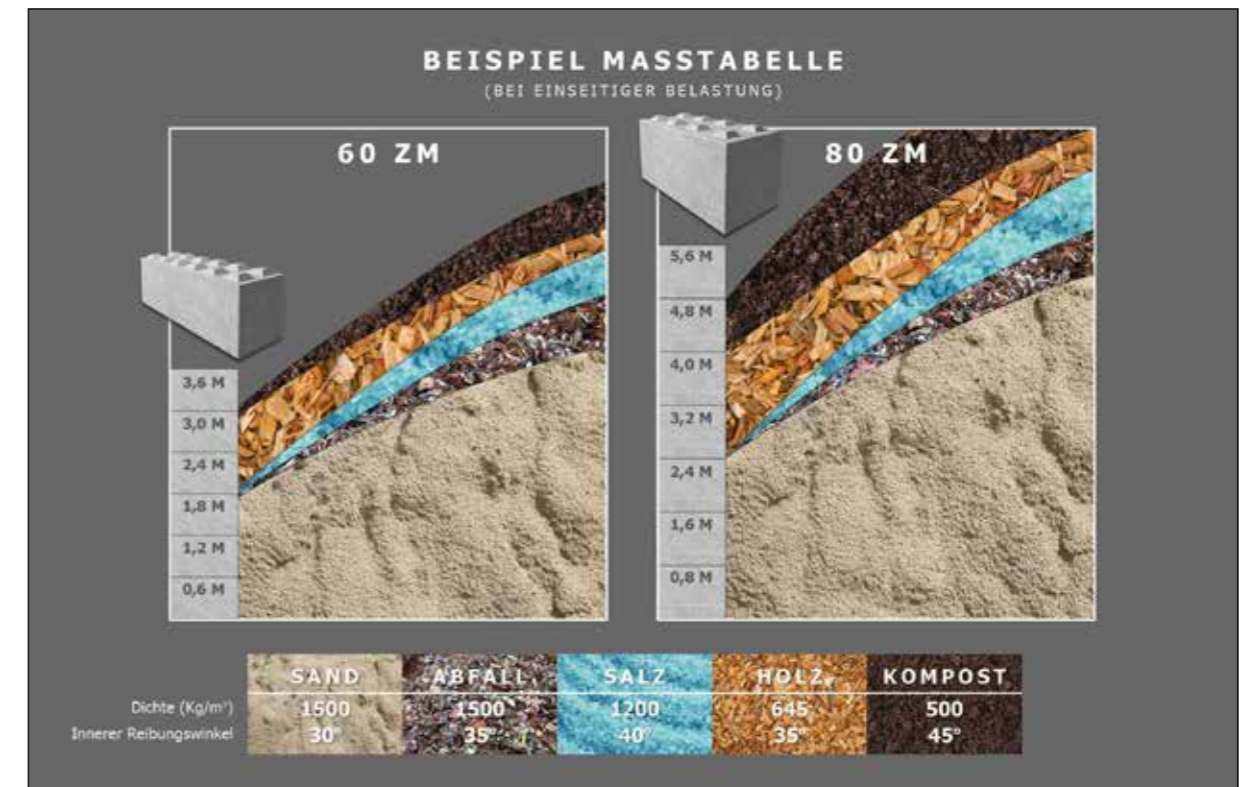 BEISPIEL MASSTABELLE
(BEI EINSEITIGER BELASTUNG)
60 ZM
3,6 M
3,0 M
2,4 M
1,8 M
1,2 M
0,6 M
80 ZM
5,6 M
4,8 M
4,0 M
3,2 M
2,4 M
1,6 M
0,8 M
SAND ABFALL SALZ HOLZ KOMPOST
Dichte (Kg/m³) 1500 1500 1200 645 500
Innerer Reibungswinkel 30° 35° 40° 35° 45°